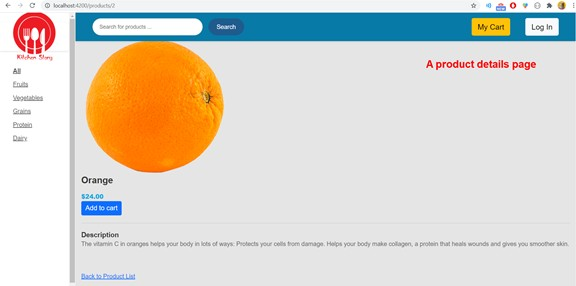 localhost:4200/products/2
Kitchen Story
Search for products....
Search
My Cart
Log In
All
Fruits
Vegetables
Grains
Protein
Dairy
A product details page
Orange
$24.00
Add to cart
Description
The vitamin C in oranges helps your body in lots of ways: Protects your cells from damage. Helps your body make collagen, a protein that heals wounds and gives you smoother skin.
Back to Product List